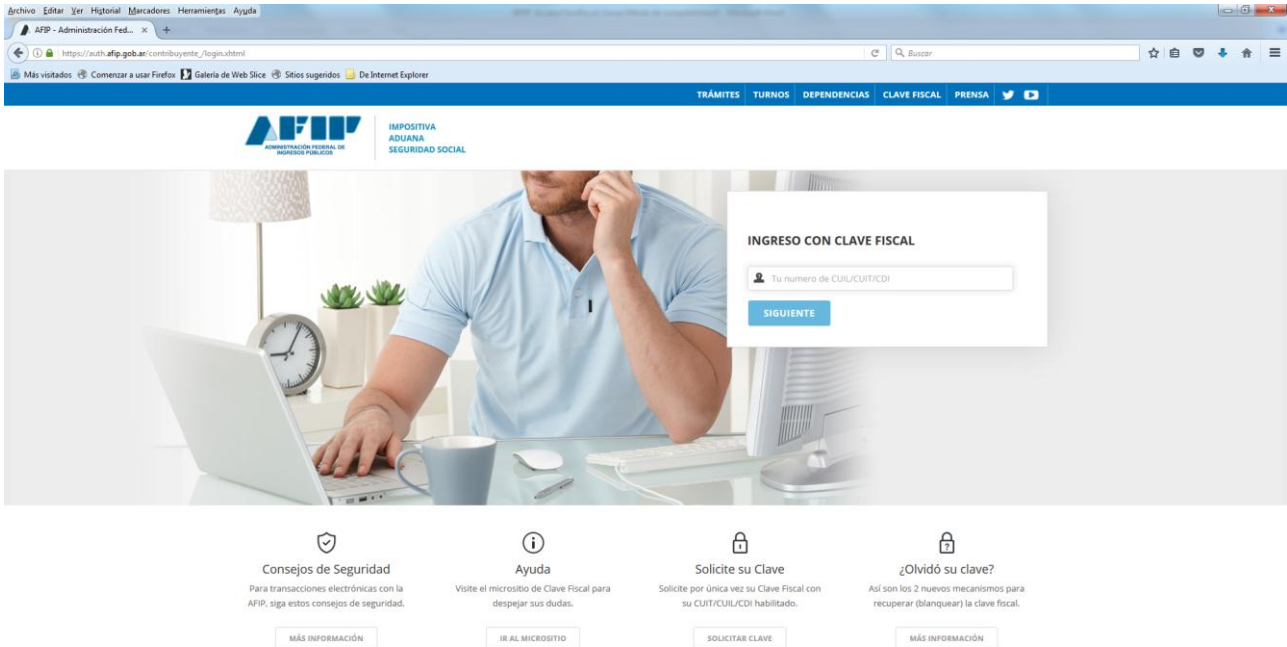 Archivo Editar Ver Historial Marcadores Herramientas Ayuda
AFIP - Administración Fed...
https://auth.afip.gob.ar/contribuyente_/login.xhtml
Buscar
Más visitados Comenzar a usar Firefox Galería de Web Slice Sitios sugeridos De Internet Explorer
TRÁMITES TURNOS DEPENDENCIAS CLAVE FISCAL PRENSA
AFIP
ADMINISTRACIÓN FEDERAL DE
INGRESOS PÚBLICOS
IMPOSITIVA
ADUANA
SEGURIDAD SOCIAL
INGRESO CON CLAVE FISCAL
Tu numero de CUIL/CUIT/CDI
SIGUIENTE
Consejos de Seguridad
Para transacciones electrónicas con la
AFIP, siga estos consejos de seguridad.
MÁS INFORMACIÓN
Ayuda
Visite el micrositio de Clave Fiscal para
despejar sus dudas.
IR AL MICROSITIO
Solicite su Clave
Solicite por única vez su Clave Fiscal con
su CUIT/CUIL/CDI habilitado.
SOLICITAR CLAVE
¿Olvidó su clave?
Así son los 2 nuevos mecanismos para
recuperar (blanquear) la clave fiscal.
MÁS INFORMACIÓN